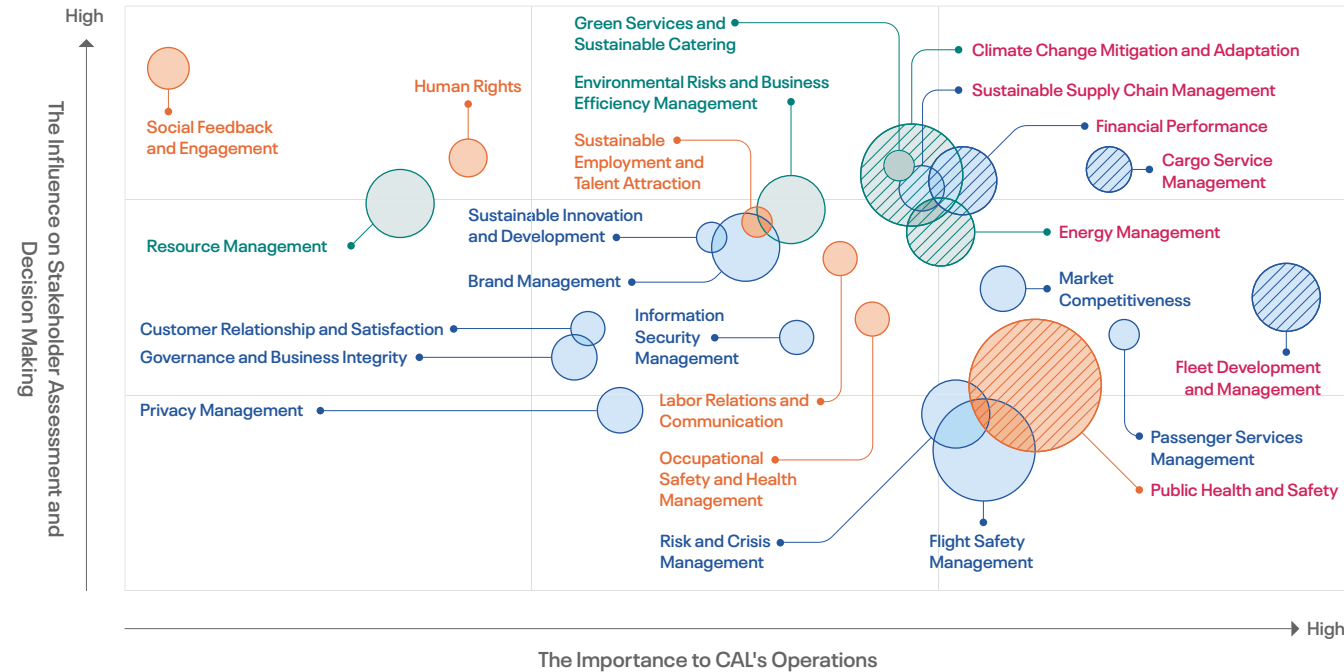 High
The Influence on Stakeholder Assessment and
Decision Making
Social Feedback
and Engagement
Human Rights
Green Services and
Sustainable Catering
Environmental Risks and Business
Efficiency Management
Sustainable
Employment and
Talent Attraction
Climate Change Mitigation and Adaptation
Sustainable Supply Chain Management
Financial Performance
Cargo Service
Management
Resource Management
Sustainable Innovation
and Development
Brand Management
Energy Management
Market
Competitiveness
Customer Relationship and Satisfaction
Governance and Business Integrity
Information
Security
Management
Fleet Development
and Management
Privacy Management
Labor Relations and
Communication
Occupational
Safety and Health
Management
Passenger Services
Management
Public Health and Safety
Risk and Crisis
Management
Flight Safety
Management
High
The Importance to CAL's Operations